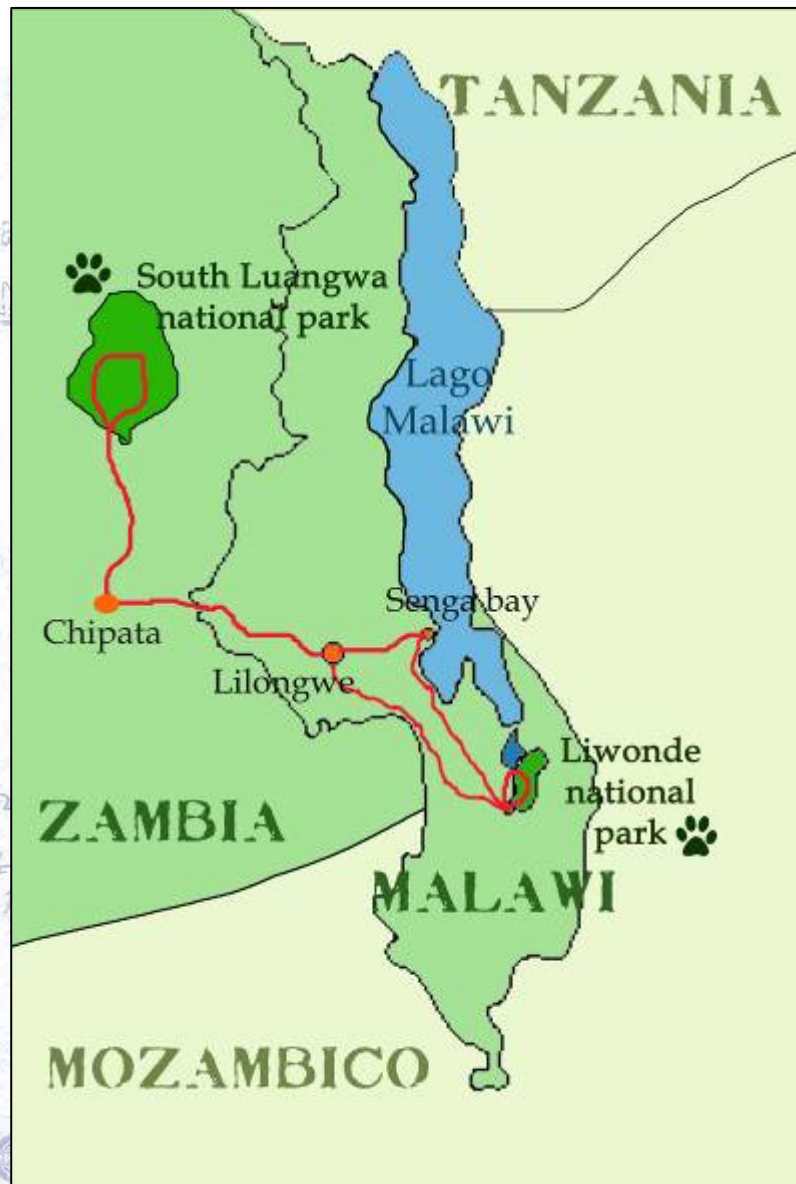 TANZANIA
South Luangwa
national park
Lago
Malawi
Senga bay
Chipata
Lilongwe
Liwonde
national
park
ZAMBIA
MALAWI
MOZAMBICO